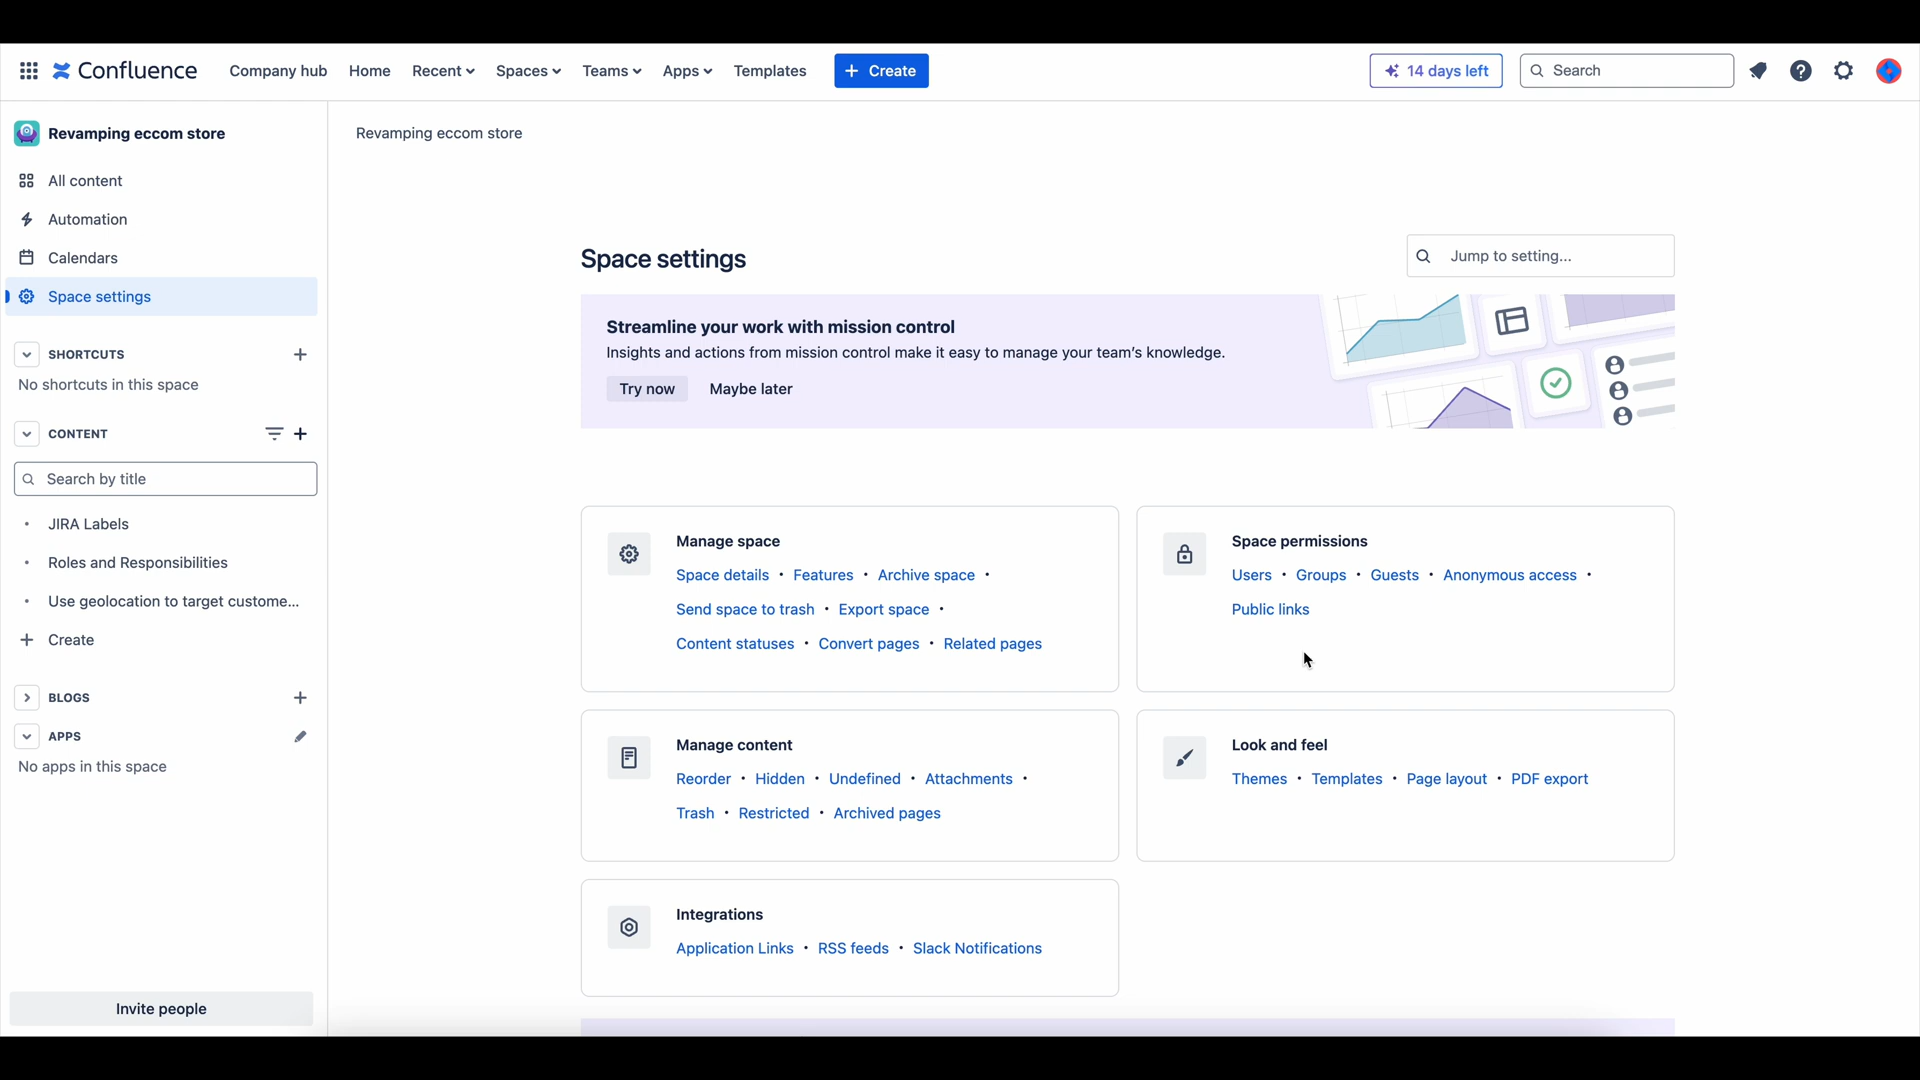 Confluence
Company hub
Home
Recent
Spaces
Teams
Apps
Templates
+ Create
14 days left
Search
Revamping eccom store
All content
Automation
Calendars
Space settings
SHORTCUTS
No shortcuts in this space
CONTENT
Search by title
• JIRA Labels
• Roles and Responsibilities
• Use geolocation to target custome...
+ Create
BLOGS
APPS
No apps in this space
Invite people
Revamping eccom store
Space settings
Jump to setting...
Streamline your work with mission control
Insights and actions from mission control make it easy to manage your team's knowledge.
Try now
Maybe later
Manage space
Space details • Features • Archive space •
Send space to trash • Export space •
Content statuses • Convert pages • Related pages
Space permissions
Users • Groups • Guests • Anonymous access •
Public links
Manage content
Reorder • Hidden • Undefined • Attachments •
Trash • Restricted • Archived pages
Look and feel
Themes • Templates • Page layout • PDF export
Integrations
Application Links • RSS feeds • Slack Notifications